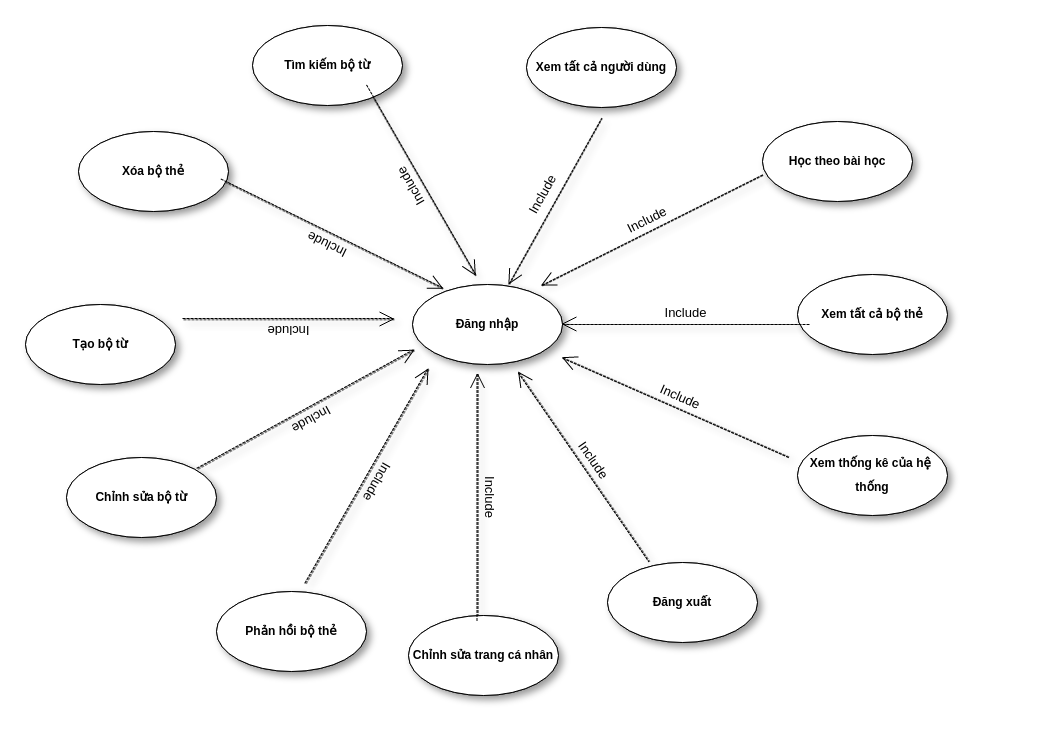 Tìm kiếm bộ từ
Xem tất cả người dùng
Xóa bộ thẻ
Học theo bài học
Include
Include
Include
Include
Tạo bộ từ
Include
Đăng nhập
Include
Xem tất cả bộ thẻ
Include
Include
Include
Include
Include
Chỉnh sửa bộ từ
Xem thống kê của hệ
thống
Phản hồi bộ thẻ
Chỉnh sửa trang cá nhân
Đăng xuất